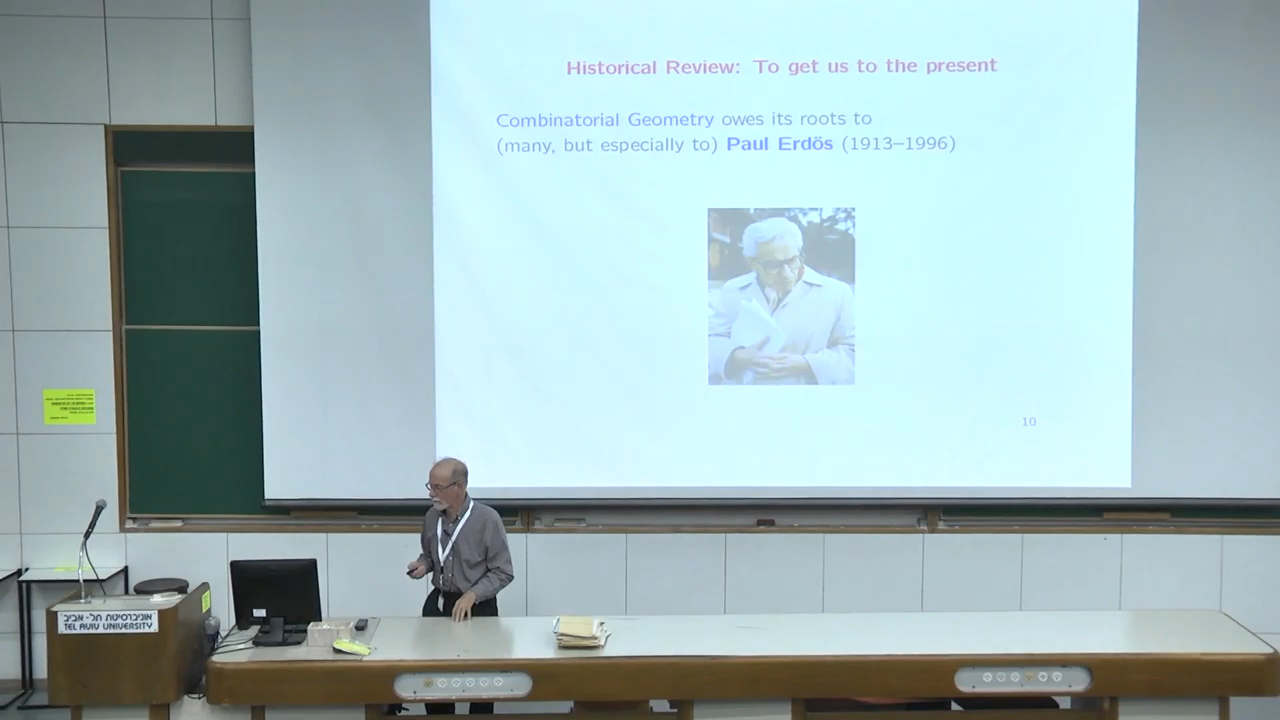 Historical Review: To get us to the present
Combinatorial Geometry owes its roots to
(many, but especially to) Paul Erdős (1913–1996)
10
אוניברסיטת תל-אביב
TEL AVIV UNIVERSITY